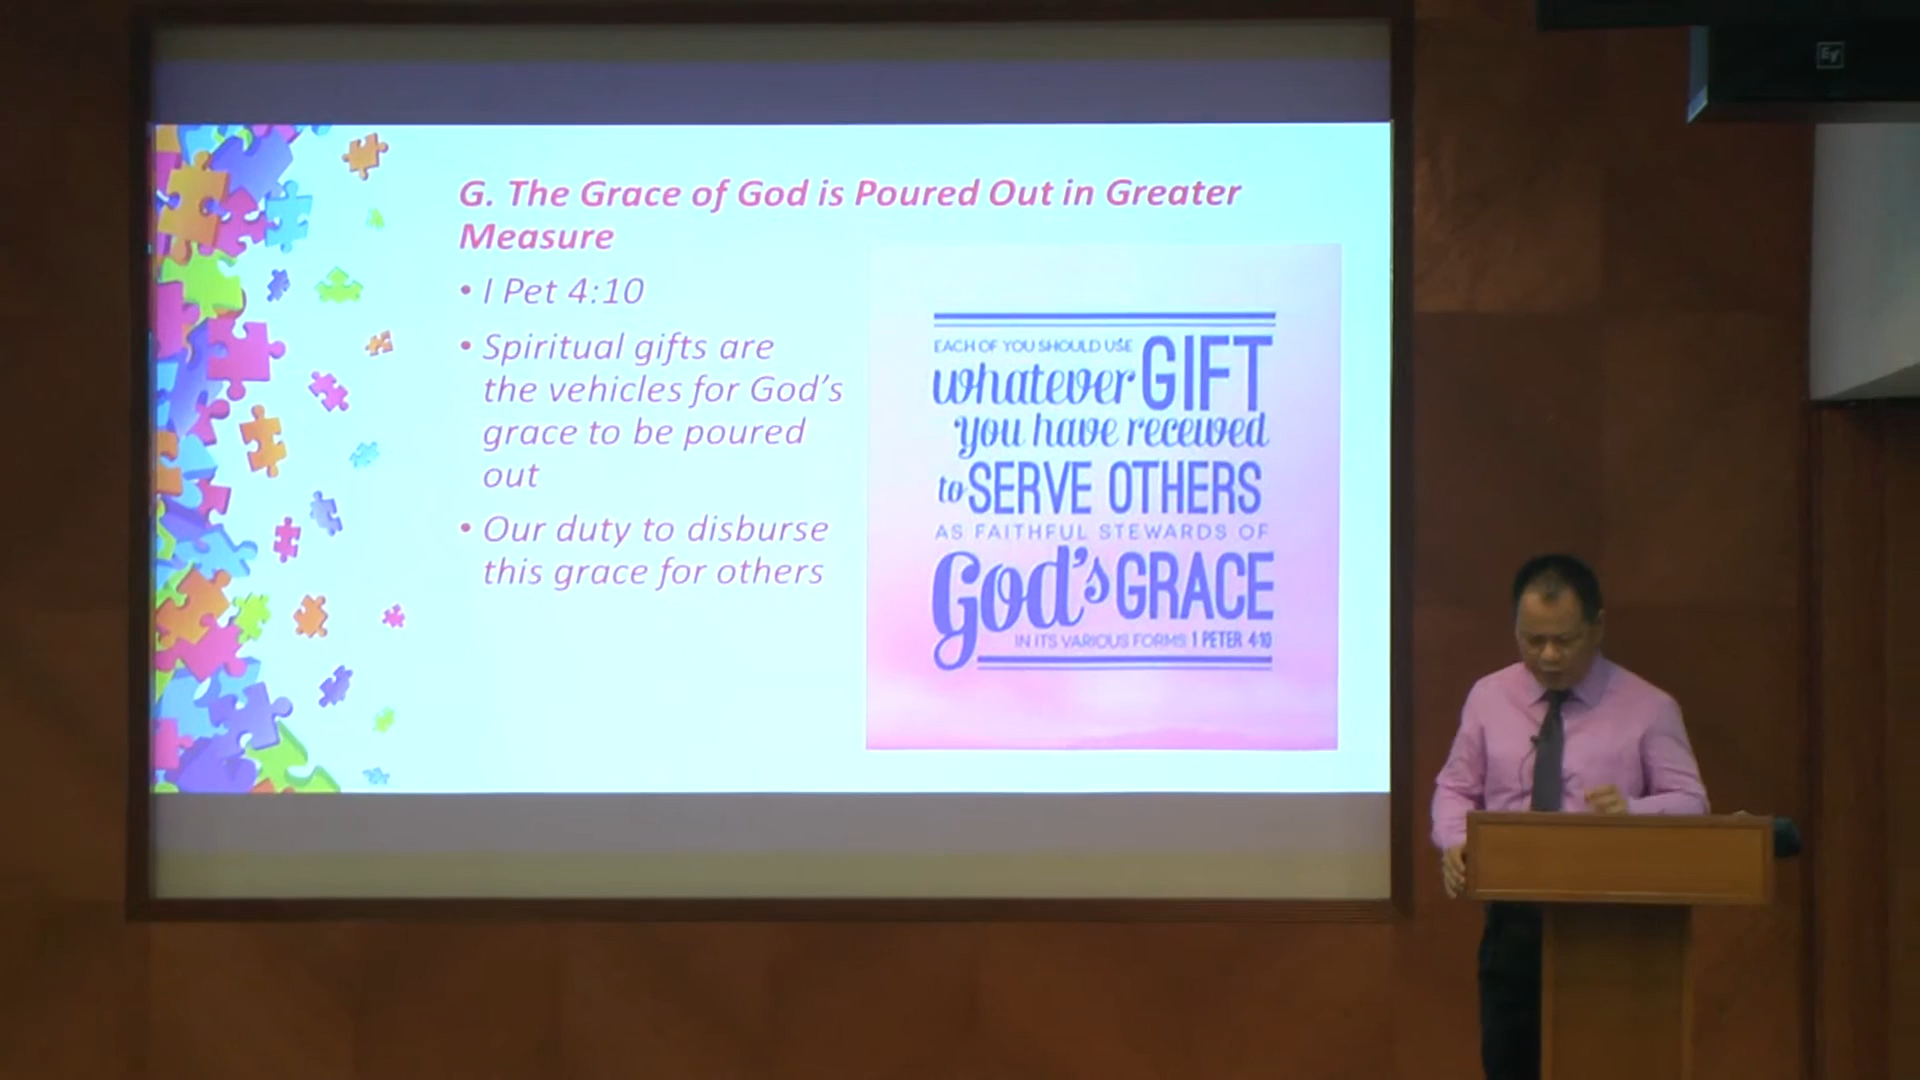 G. The Grace of God is Poured Out in Greater
Measure
• I Pet 4:10
• Spiritual gifts are
the vehicles for God's
grace to be poured
out
• Our duty to disburse
this grace for others
EACH OF YOU SHOULD USE
whatever GIFT
you have received
to SERVE OTHERS
AS FAITHFUL STEWARDS OF
God's GRACE
IN ITS VARIOUS FORMS 1 PETER 4:10
EV